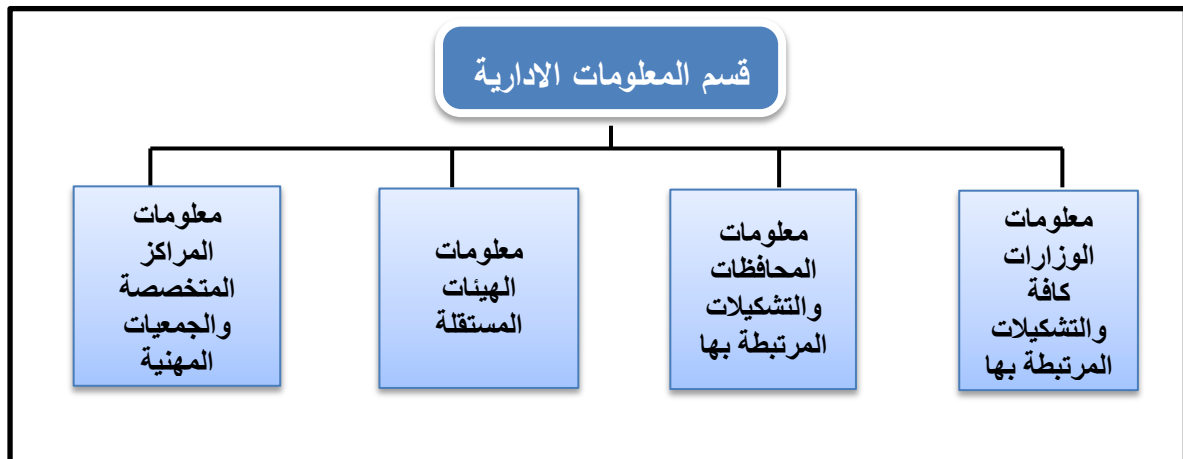 قسم المعلومات الادارية
معلومات
الوزارات
كافة
والتشكيلات
المرتبطة بها
معلومات
المحافظات
والتشكيلات
المرتبطة بها
معلومات
الهيئات
المستقلة
معلومات
المراكز
المتخصصة
والجمعيات
المهنية